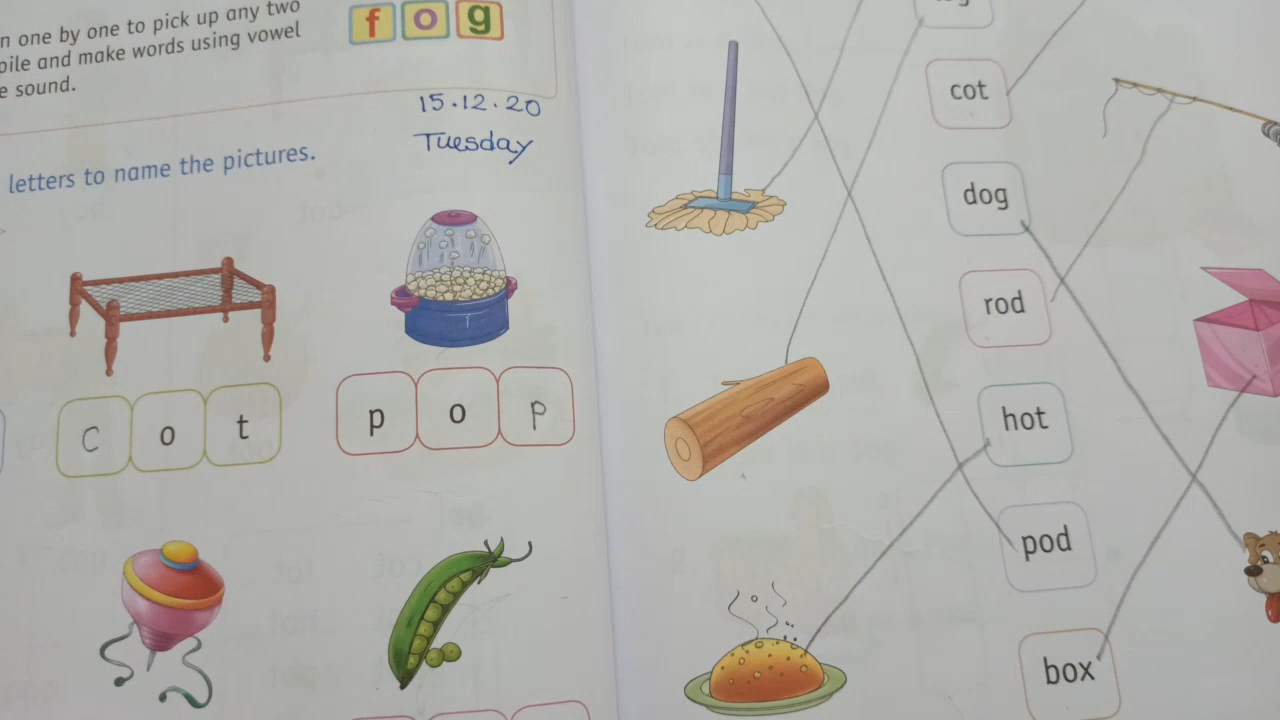 n one by one to pick up any two
pile and make words using vowel
e sound.
f o g
15.12.20
Tuesday
letters to name the pictures.
C o t
p o p
cot
dog
rod
hot
pod
box